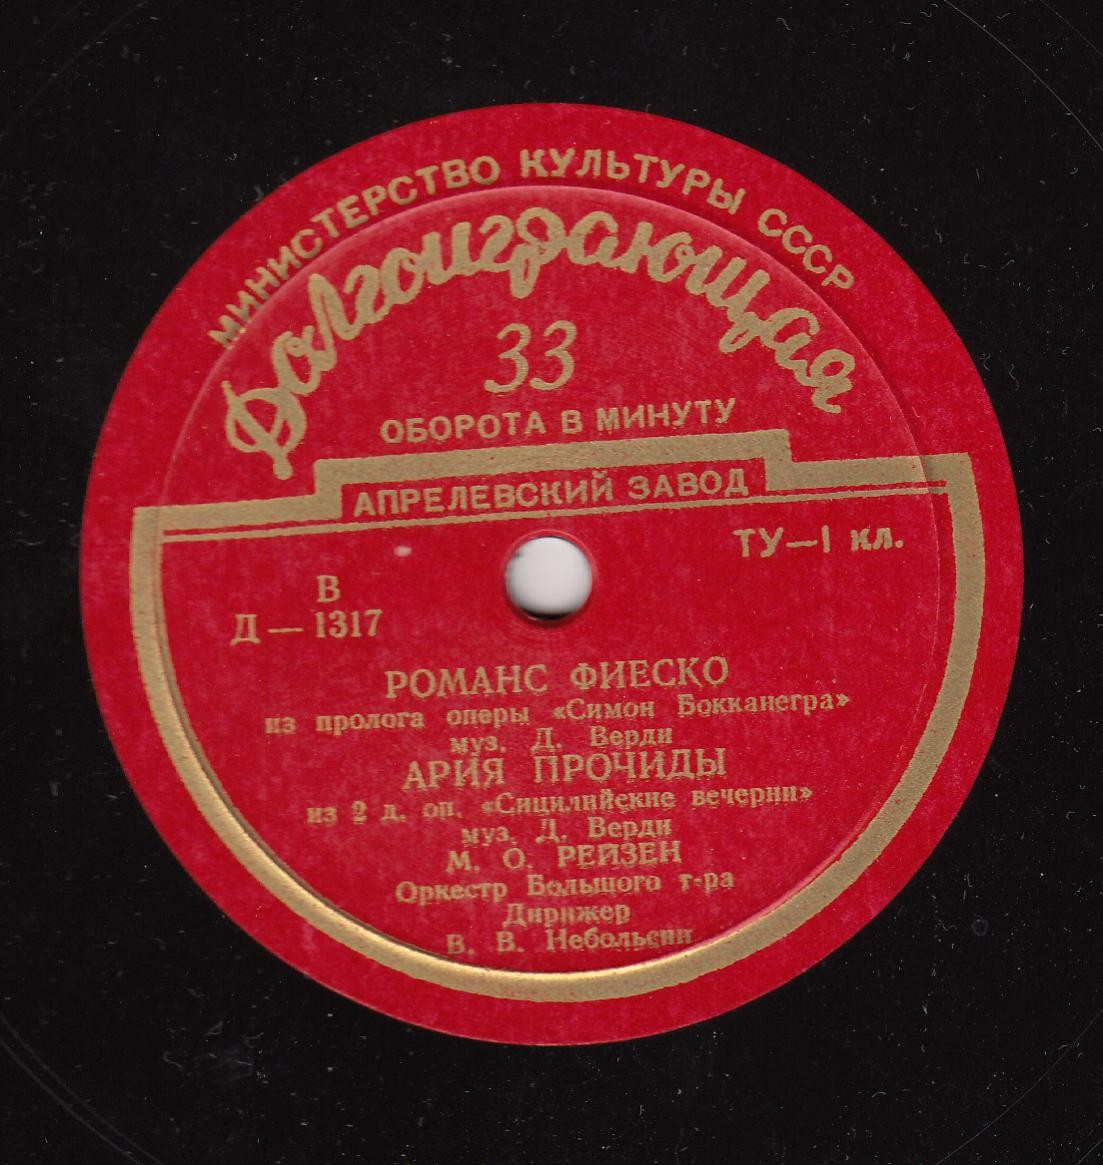 МИНИСТЕРСТВО КУЛЬТУРЫ СССР
Долгоиграющая
33
ОБОРОТА В МИНУТУ
АПРЕЛЕВСКИЙ ЗАВОД
ТУ—1 кл.
В
Д — 1317
РОМАНС ФИЕСКО
из пролога оперы «Симон Бокканегра»
муз. Д. Верди
АРИЯ ПРОЧИДЫ
из 2 д. оп. «Сицилийские вечерни»
муз. Д. Верди
М. О. РЕЙЗЕН
Оркестр Большого т-ра
Дирижер
В. В. Небольсин